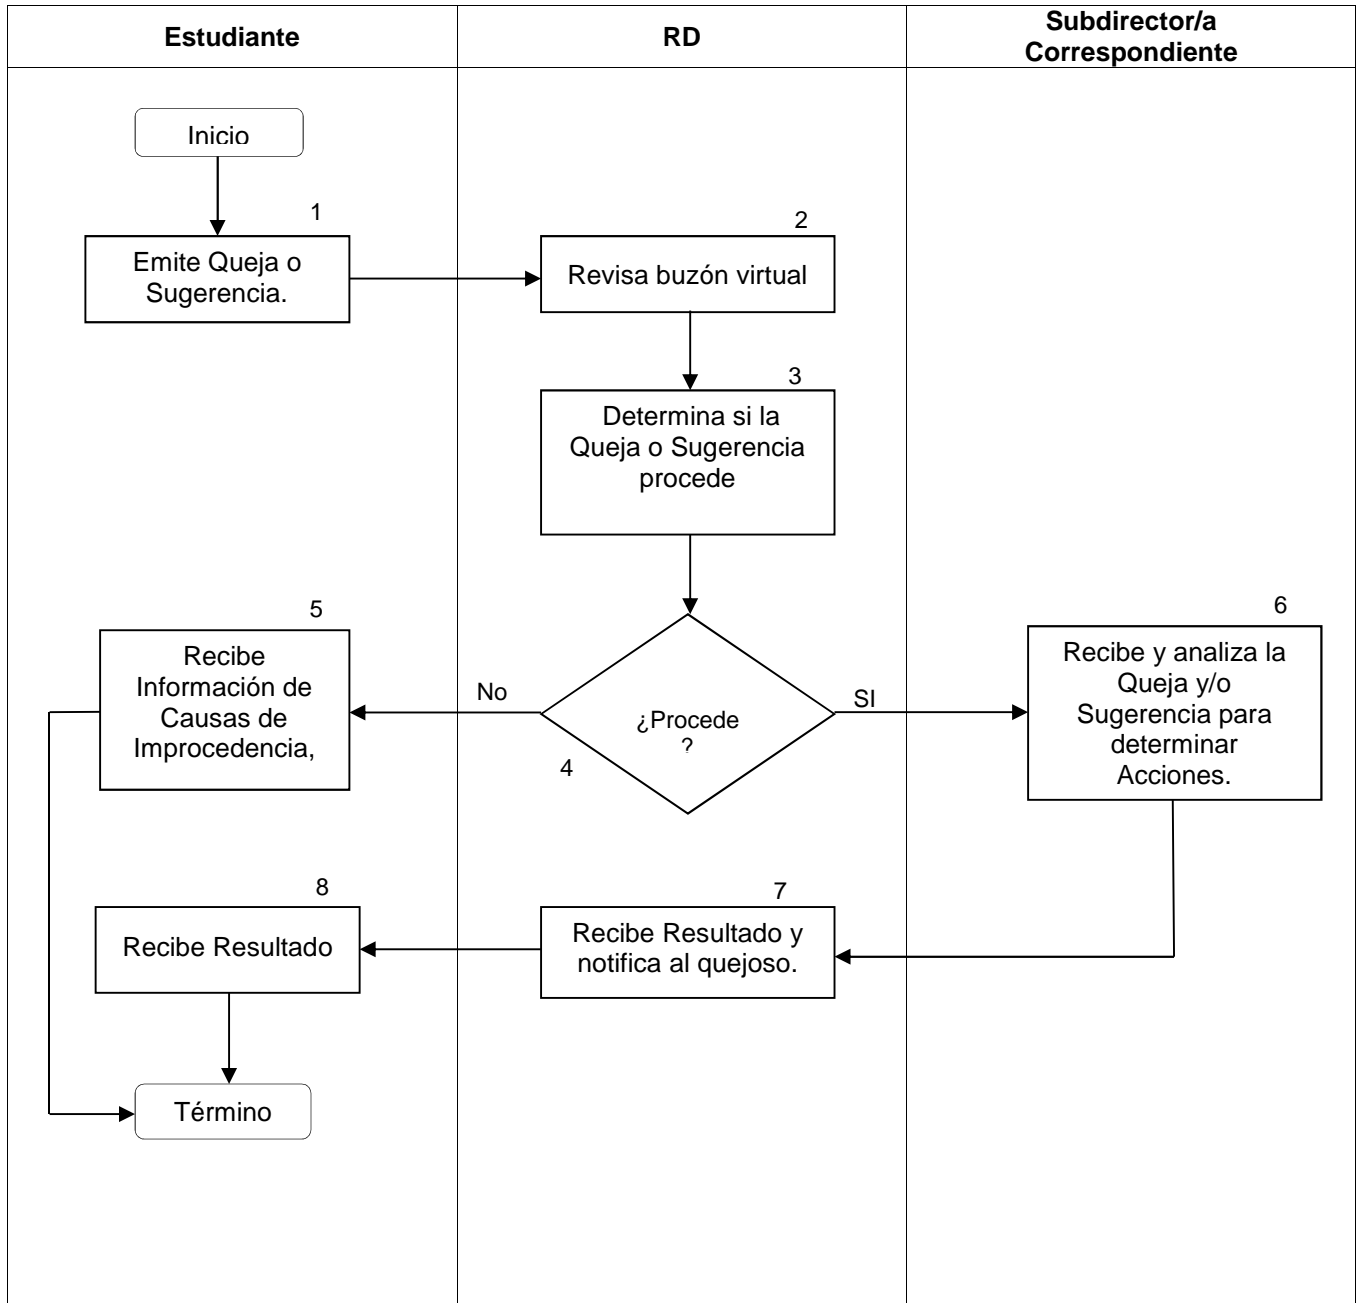 Estudiante
RD
Subdirector/a
Correspondiente
Inicio
1
Emite Queja o
Sugerencia.
2
Revisa buzón virtual
3
Determina si la
Queja o Sugerencia
procede
5
Recibe
Información de
Causas de
Improcedencia,
No
¿Procede
?
4
SI
6
Recibe y analiza la
Queja y/o
Sugerencia para
determinar
Acciones.
8
Recibe Resultado
7
Recibe Resultado y
notifica al quejoso.
Término